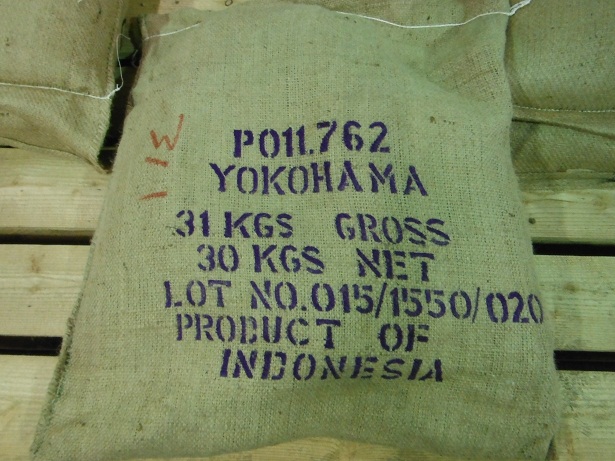 P011.762
YOKOHAMA
31 KGS GROSS
30 KGS NET
LOT NO.015/1550/020
PRODUCT OF
INDONESIA